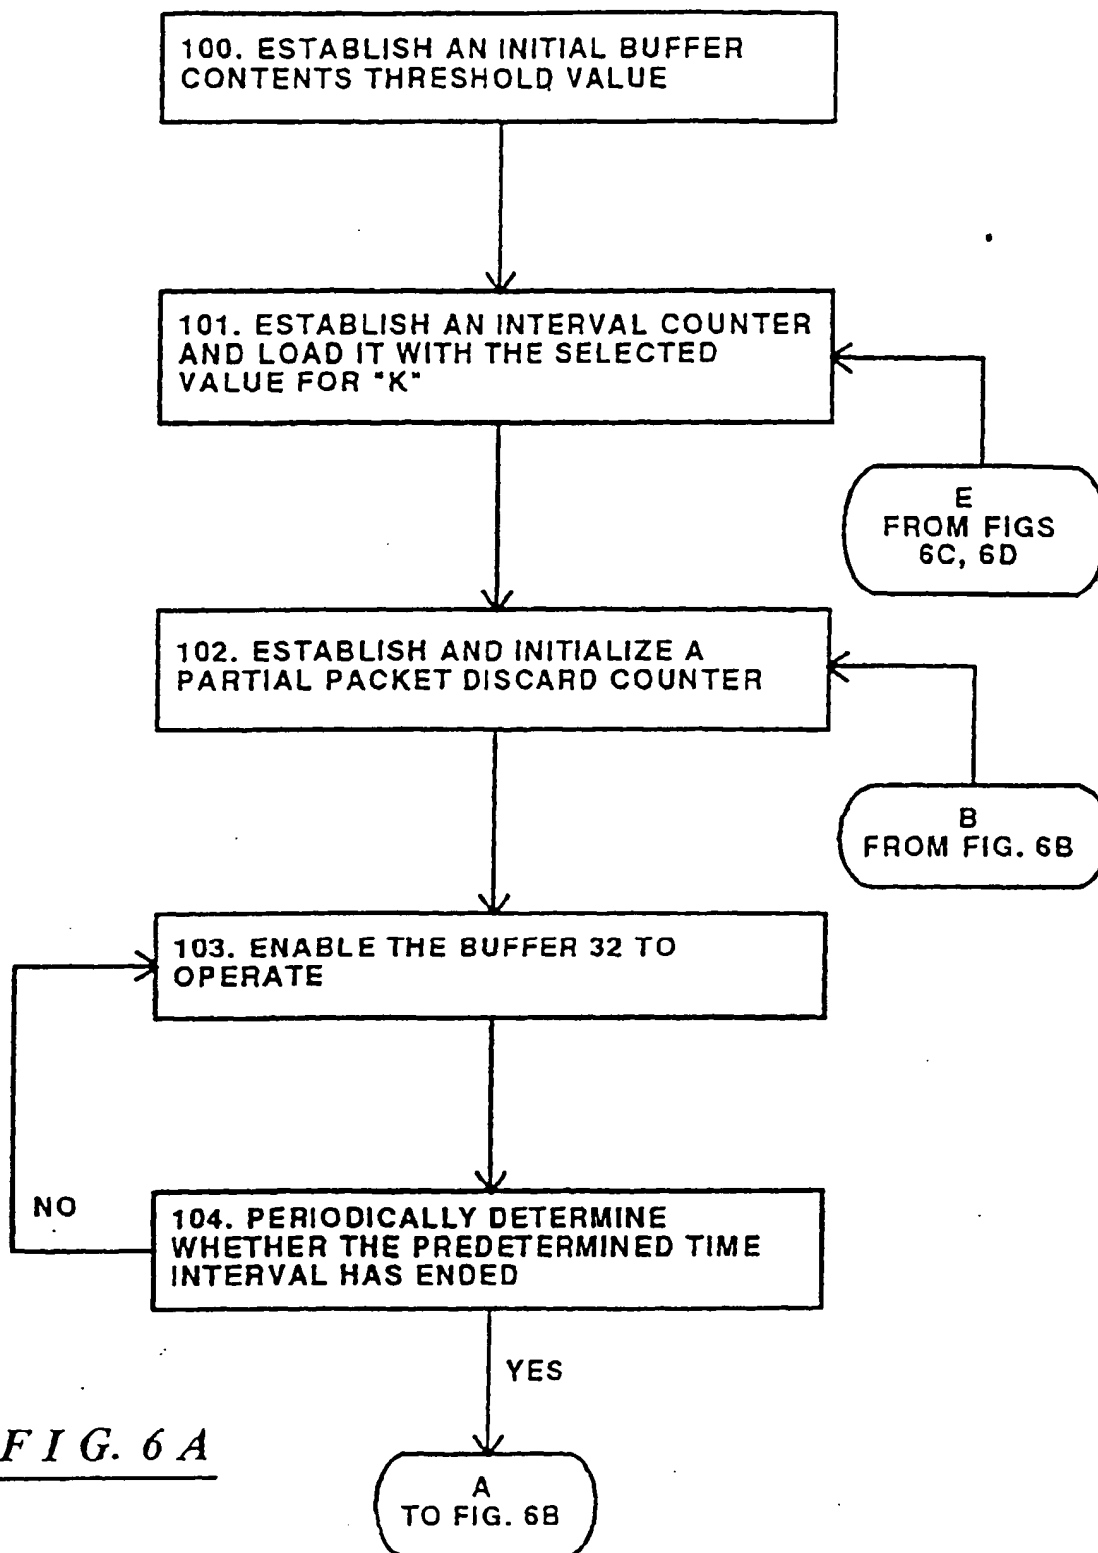 100. ESTABLISH AN INITIAL BUFFER
CONTENTS THRESHOLD VALUE
101. ESTABLISH AN INTERVAL COUNTER
AND LOAD IT WITH THE SELECTED
VALUE FOR "K"
E
FROM FIGS
6C, 6D
102. ESTABLISH AND INITIALIZE A
PARTIAL PACKET DISCARD COUNTER
B
FROM FIG. 6B
103. ENABLE THE BUFFER 32 TO
OPERATE
NO
104. PERIODICALLY DETERMINE
WHETHER THE PREDETERMINED TIME
INTERVAL HAS ENDED
YES
FIG. 6A
A
TO FIG. 6B